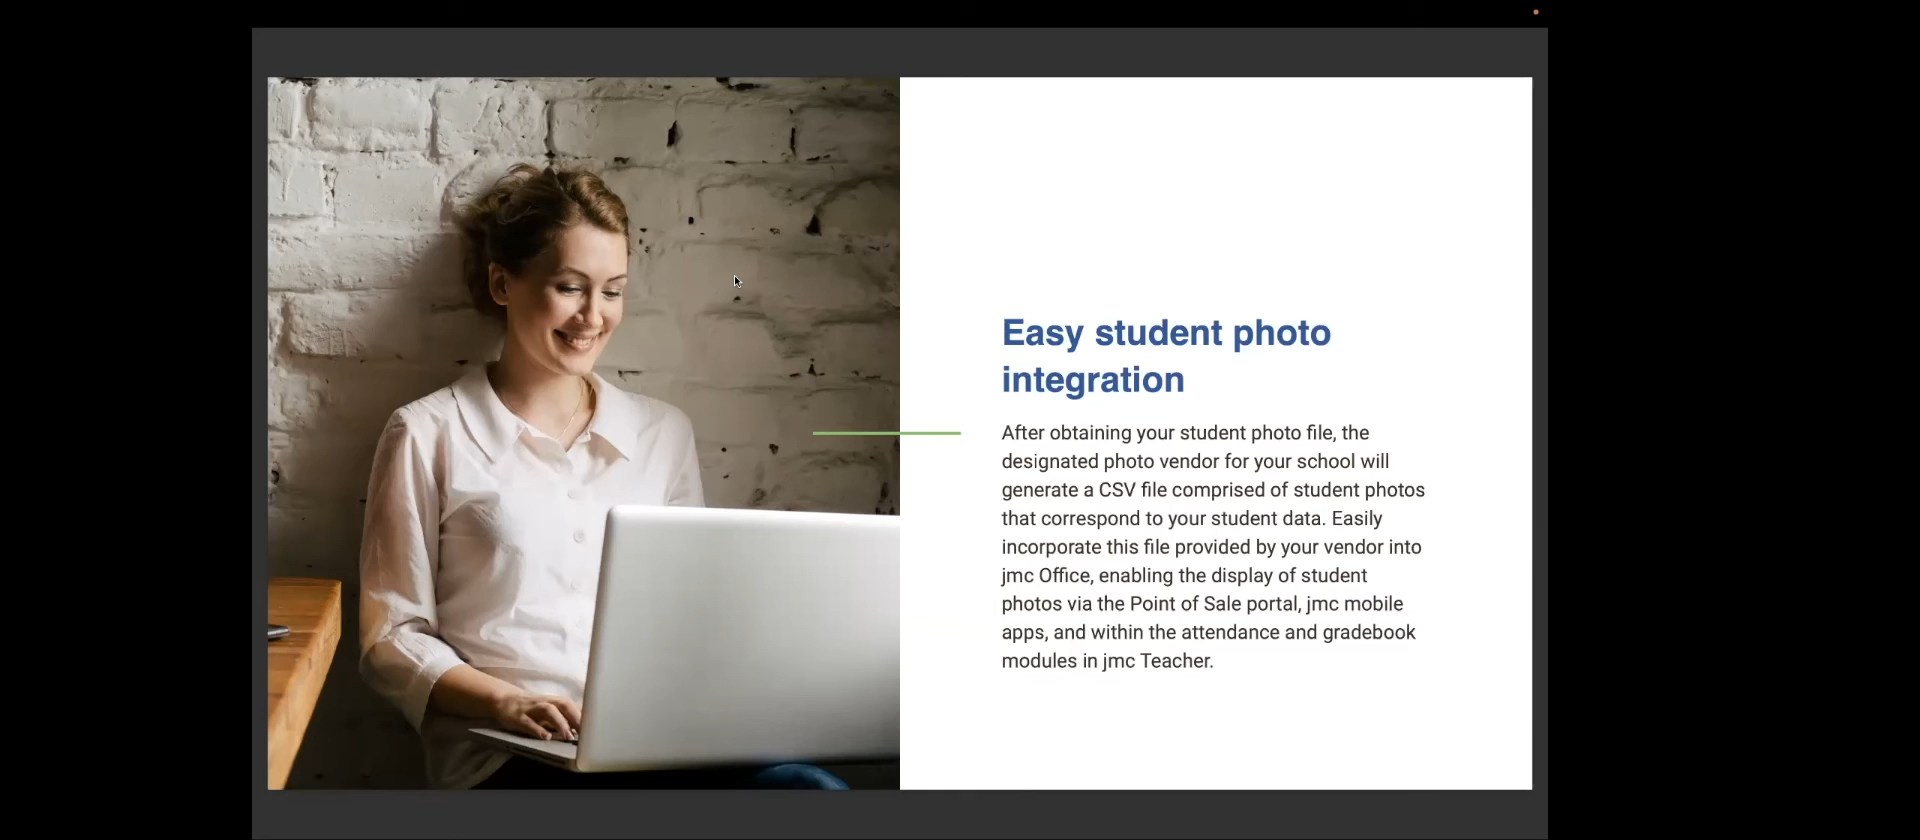 Easy student photo
integration
After obtaining your student photo file, the
designated photo vendor for your school will
generate a CSV file comprised of student photos
that correspond to your student data. Easily
incorporate this file provided by your vendor into
jmc Office, enabling the display of student
photos via the Point of Sale portal, jmc mobile
apps, and within the attendance and gradebook
modules in jmc Teacher.